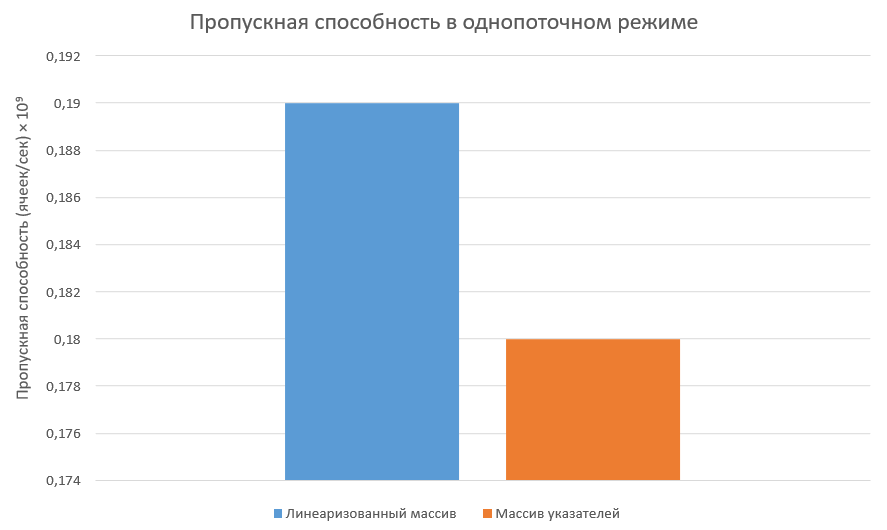 Пропускная способность в однопоточном режиме
Пропускная способность (ячеек/сек) × 10⁹
0,192
0,19
0,188
0,186
0,184
0,182
0,18
0,178
0,176
0,174
Линеаризованный массив
Массив указателей